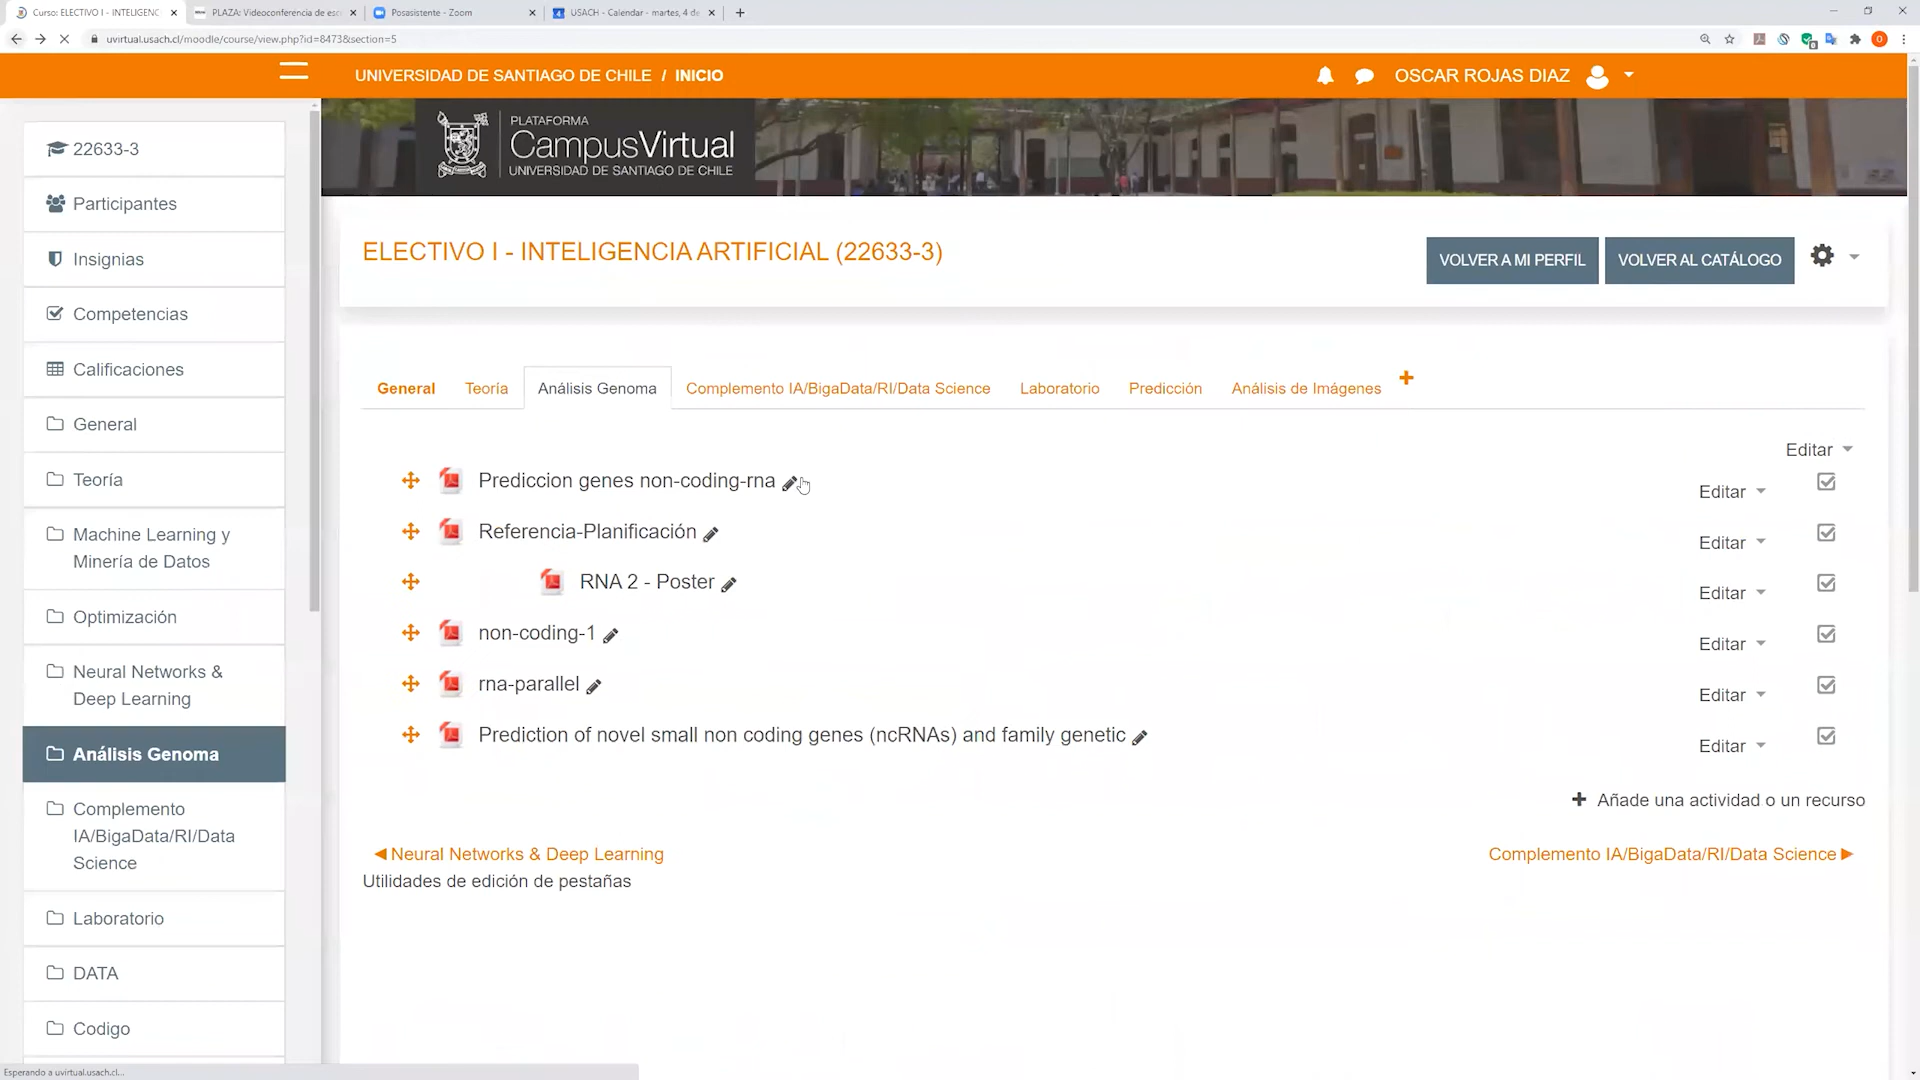 Curso: ELECTIVO I - INTELIGENC
PLAZA: Videoconferencia de esc
Posasistente - Zoom
USACH - Calendar - martes, 4 de
uvirtual.usach.cl/moodle/course/view.php?id=8473&section=5
UNIVERSIDAD DE SANTIAGO DE CHILE / INICIO
OSCAR ROJAS DIAZ
PLATAFORMA
CampusVirtual
UNIVERSIDAD DE SANTIAGO DE CHILE
22633-3
Participantes
Insignias
Competencias
Calificaciones
General
Teoría
Machine Learning y
Minería de Datos
Optimización
Neural Networks &
Deep Learning
Análisis Genoma
Complemento
IA/BigaData/RI/Data
Science
Laboratorio
DATA
Codigo
ELECTIVO I - INTELIGENCIA ARTIFICIAL (22633-3)
VOLVER A MI PERFIL
VOLVER AL CATÁLOGO
General
Teoría
Análisis Genoma
Complemento IA/BigaData/RI/Data Science
Laboratorio
Predicción
Análisis de Imágenes
Editar
Prediccion genes non-coding-rna
Editar
Referencia-Planificación
Editar
RNA 2 - Poster
Editar
non-coding-1
Editar
rna-parallel
Editar
Prediction of novel small non coding genes (ncRNAs) and family genetic
Editar
Añade una actividad o un recurso
Neural Networks & Deep Learning
Complemento IA/BigaData/RI/Data Science
Utilidades de edición de pestañas
Esperando a uvirtual.usach.cl...